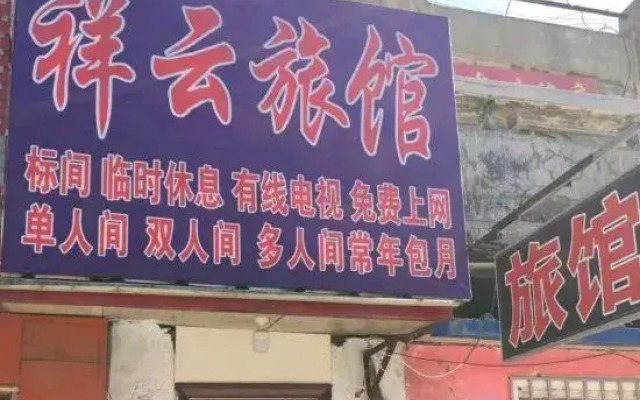 祥云旅馆
标间 临时休息 有线电视 免费上网
单人间 双人间 多人间常年包月
旅馆